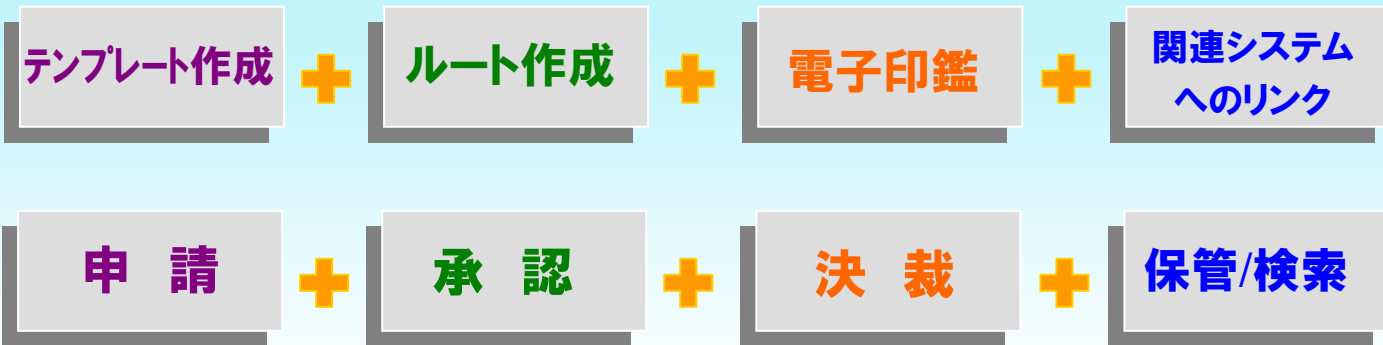 テンプレート作成
ルート作成
電子印鑑
関連システム
へのリンク
申　請
承　認
決　裁
保管/検索